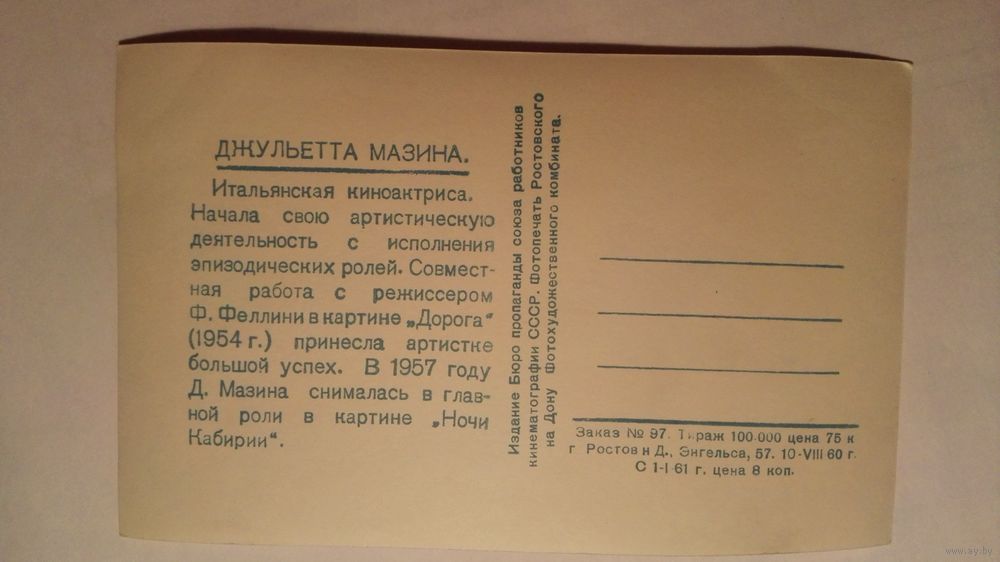 ДЖУЛЬЕТТА МАЗИНА.
Итальянская киноактриса.
Начала свою артистическую
деятельность с исполнения
эпизодических ролей. Совмест-
ная работа с режиссером
Ф. Феллини в картине „Дорога"
(1954 г.) принесла артистке
большой успех. В 1957 году
Д. Мазина снималась в глав-
ной роли в картине „Ночи
Кабирии".
Издание Бюро пропаганды союза работников
кинематографии СССР. Фотопечать Ростовского
на Дону Фотохудожественного комбината.
Заказ № 97. Тираж 100.000 цена 75 к
г Ростов н Д., Энгельса, 57. 10-VIII 60 г.
С 1-I 61 г. цена 8 коп.
www.ay.by